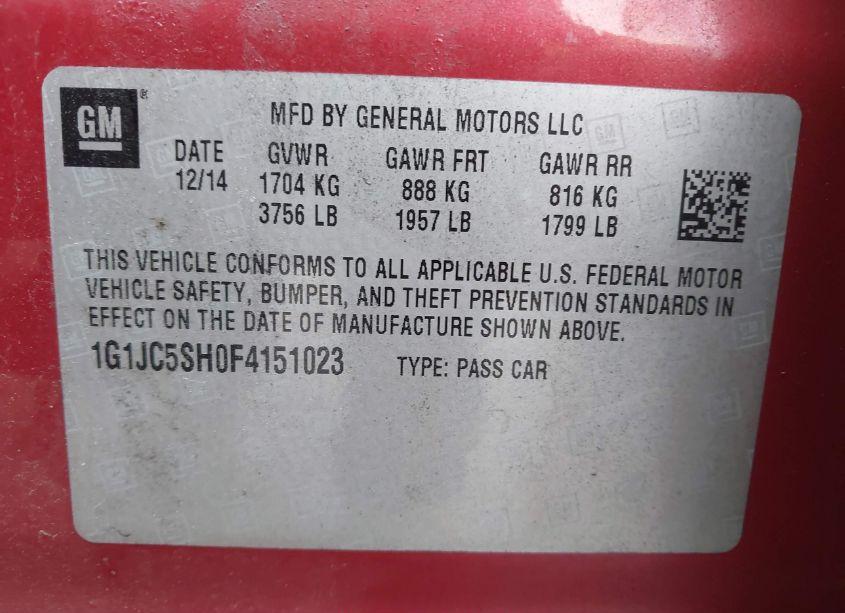 GM ® MFD BY GENERAL MOTORS LLC
DATE GVWR GAWR FRT GAWR RR
12/14 1704 KG 888 KG 816 KG
3756 LB 1957 LB 1799 LB
THIS VEHICLE CONFORMS TO ALL APPLICABLE U.S. FEDERAL MOTOR
VEHICLE SAFETY, BUMPER, AND THEFT PREVENTION STANDARDS IN
EFFECT ON THE DATE OF MANUFACTURE SHOWN ABOVE.
1G1JC5SH0F4151023 TYPE: PASS CAR